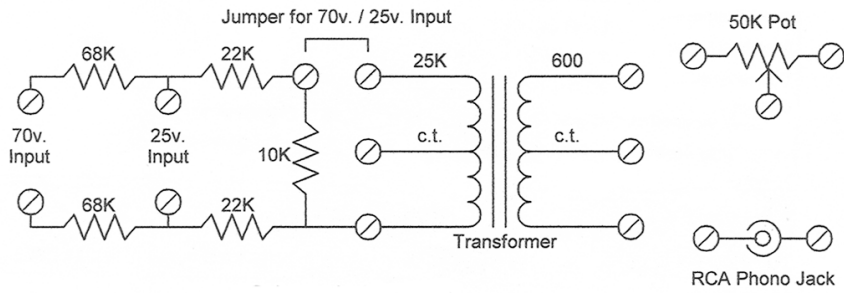 Jumper for 70v. / 25v. Input
50K Pot
68K
22K
25K
600
70v.
Input
25v.
Input
10K
c.t.
c.t.
68K
22K
Transformer
RCA Phono Jack